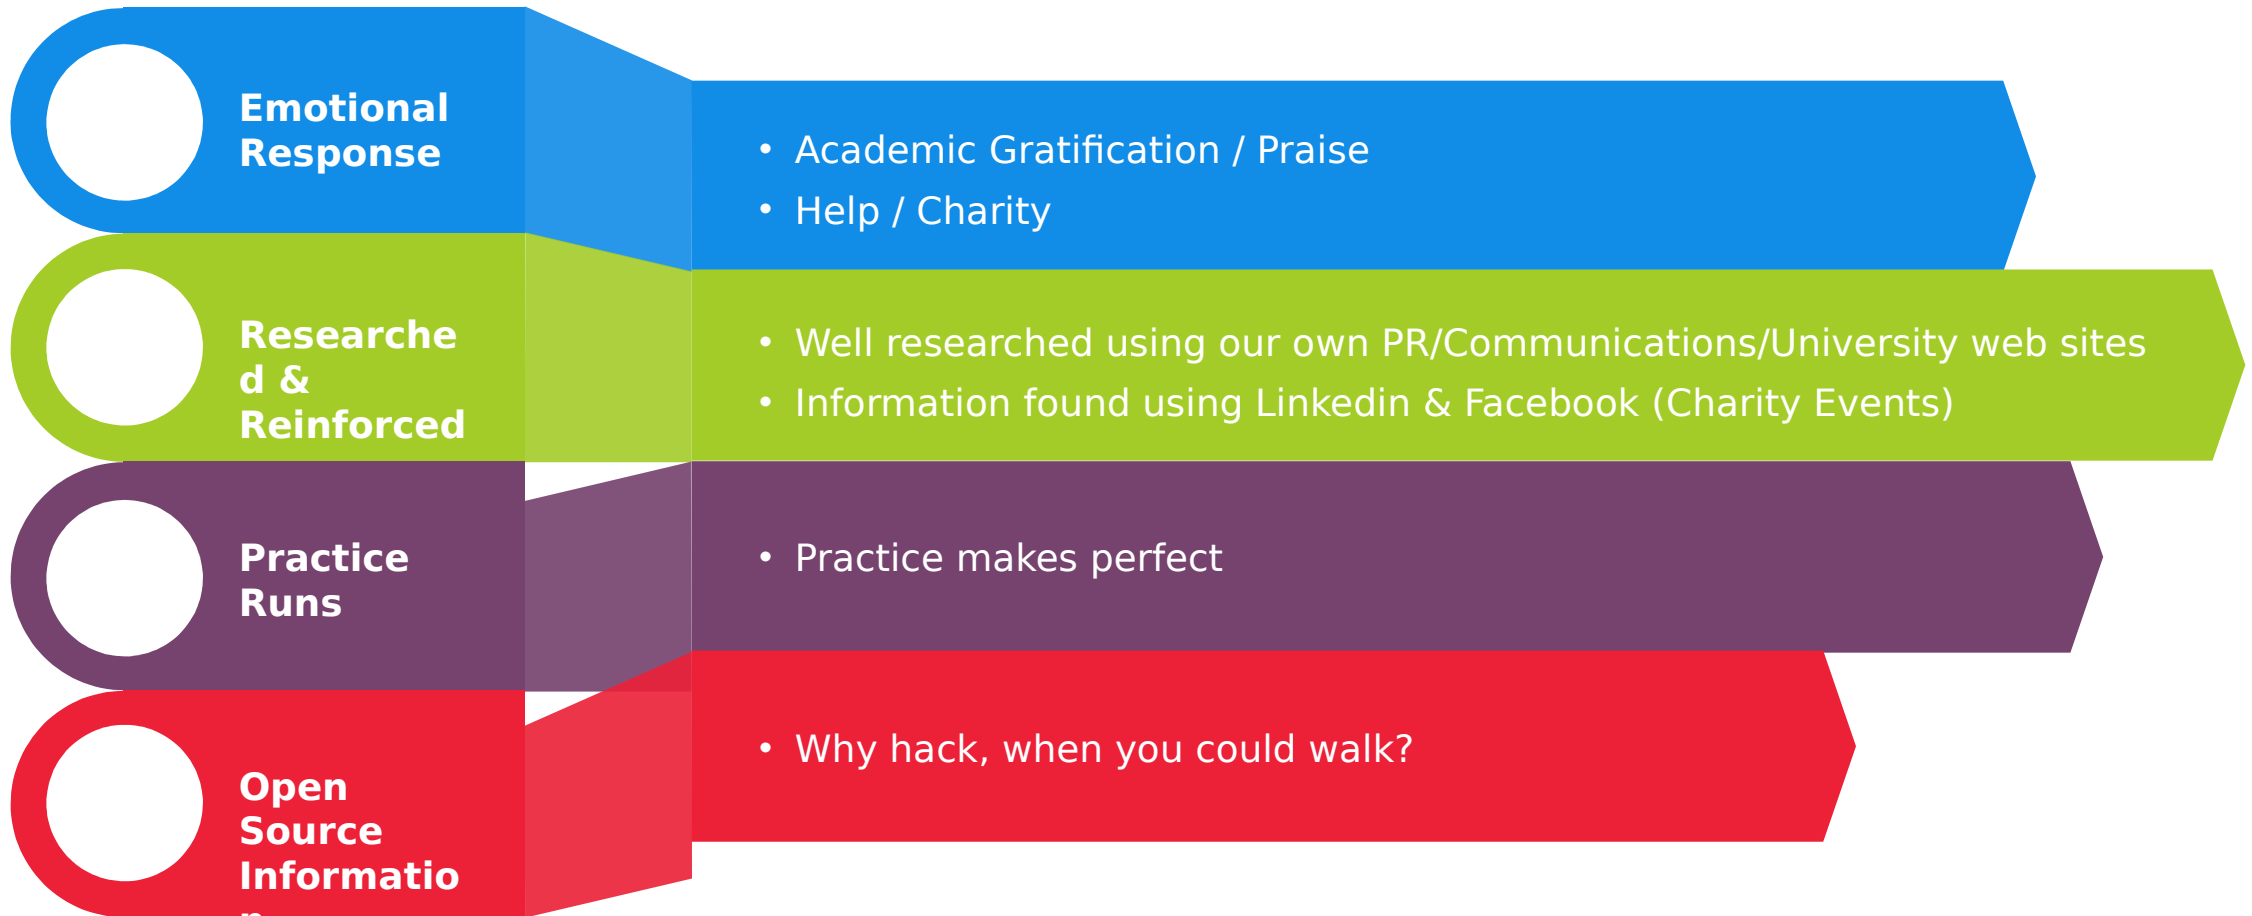 Emotional
Response
• Academic Gratification / Praise
• Help / Charity
Researche
d &
Reinforced
• Well researched using our own PR/Communications/University web sites
• Information found using Linkedin & Facebook (Charity Events)
Practice
Runs
• Practice makes perfect
Open
Source
Informatio
n
• Why hack, when you could walk?